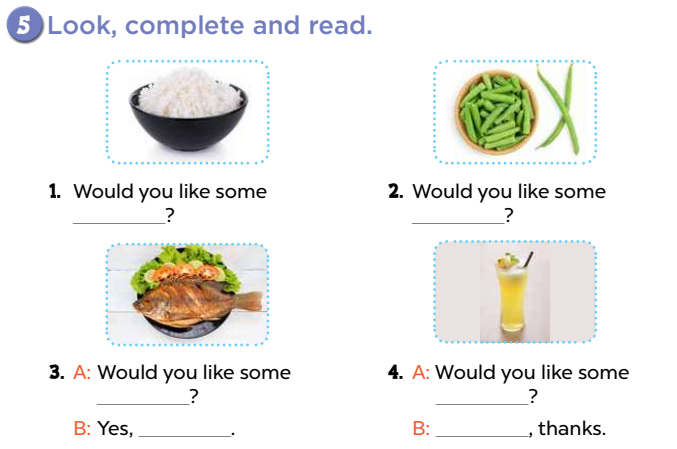 5 Look, complete and read.
1. Would you like some
_________?
2. Would you like some
_________?
3. A: Would you like some
_________?
B: Yes, _________.
4. A: Would you like some
_________?
B: _________, thanks.